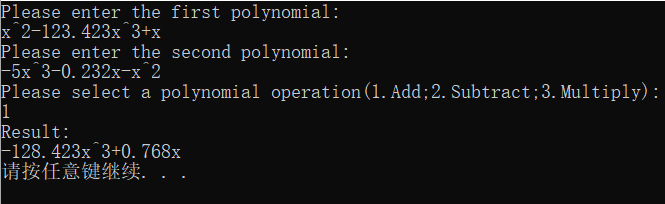 Please enter the first polynomial:
x^2-123.423x^3+x
Please enter the second polynomial:
-5x^3-0.232x-x^2
Please select a polynomial operation(1.Add;2.Subtract;3.Multiply):
1
Result:
-128.423x^3+0.768x
请按任意键继续. . .